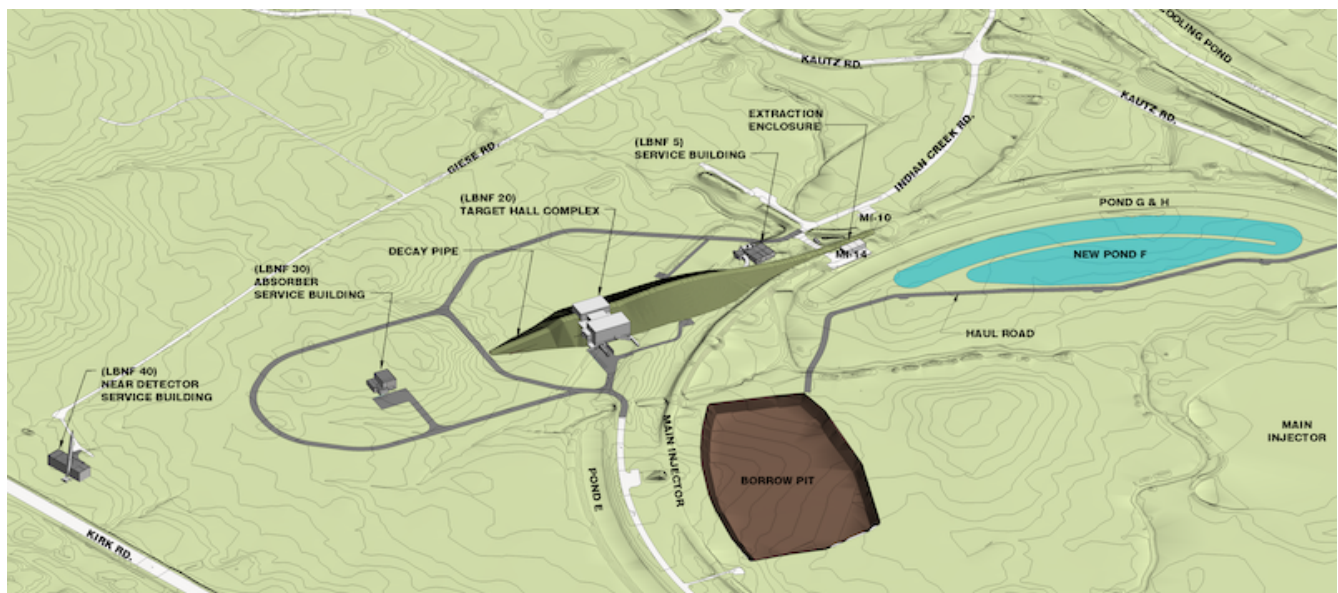 COOLING POND
KAUTZ RD.
KAUTZ RD.
EXTRACTION
ENCLOSURE
INDIAN CREEK RD.
GIESE RD.
(LBNF 5)
SERVICE BUILDING
(LBNF 20)
TARGET HALL COMPLEX
POND G & H
MI-10
DECAY PIPE
MI-14
NEW POND F
(LBNF 30)
ABSORBER
SERVICE BUILDING
HAUL ROAD
(LBNF 40)
NEAR DETECTOR
SERVICE BUILDING
MAIN INJECTOR
MAIN
INJECTOR
POND E
BORROW PIT
KIRK RD.